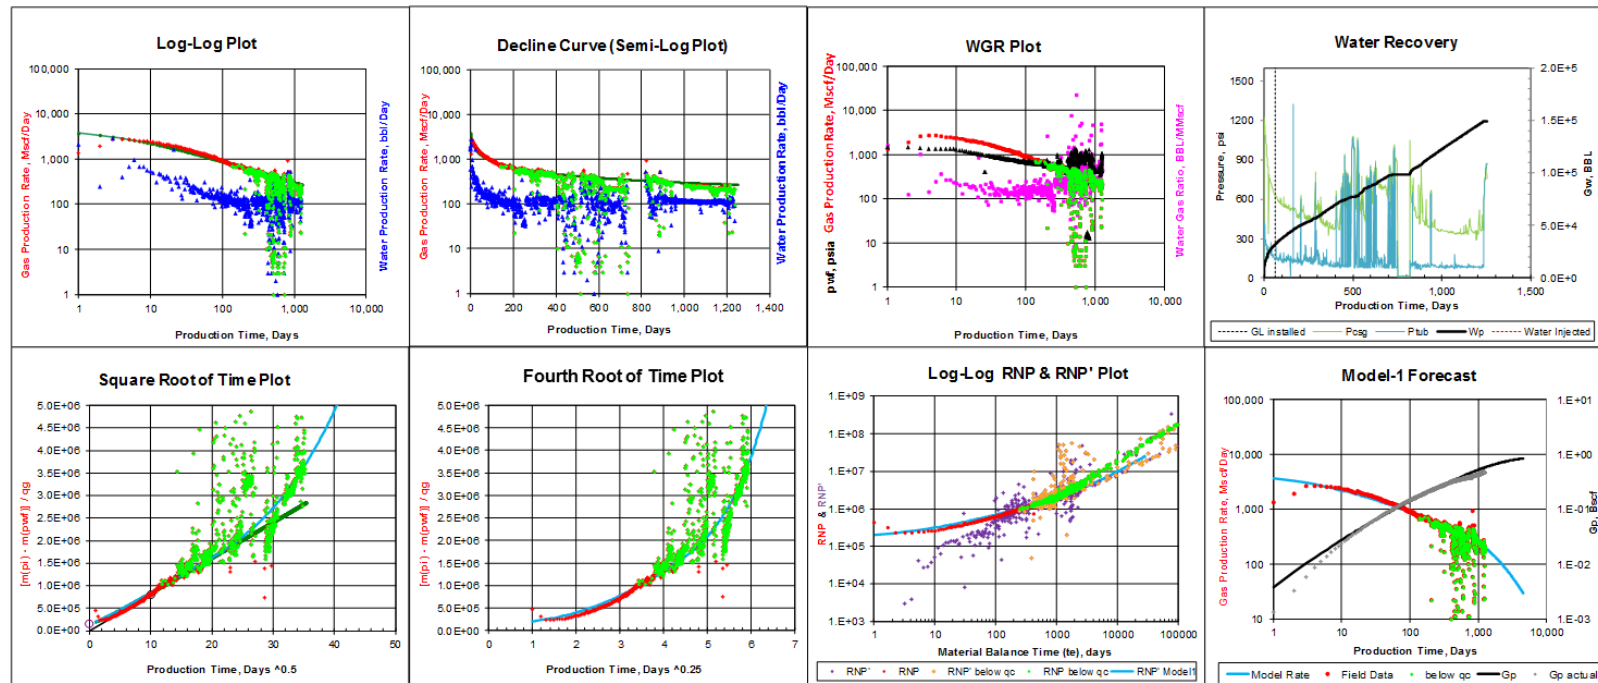 Log-Log Plot
100,000
10,000
1,000
100
10
1
1 10 100 1,000 10,000
Gas Production Rate, Mscf/Day
Water Production Rate, bbl/Day
Production Time, Days
Decline Curve (Semi-Log Plot)
100,000
10,000
1,000
100
10
1
0 200 400 600 800 1,000 1,200 1,400
Gas Production Rate, Mscf/Day
Water Production Rate, bbl/Day
Production Time, Days
WGR Plot
100,000
10,000
1,000
100
10
1
1 10 100 1,000 10,000
pwf, psia Gas Production Rate, Mscf/Day
Water Gas Ratio, BBL/MMscf
Production Time, Days
Water Recovery
1500
1200
900
600
300
0
2.0E+5
1.5E+5
1.0E+5
5.0E+4
0.0E+0
0 500 1,000 1,500
Pressure, psi
Gw, BBL
Production Time, Days
GL installed Pcsg Ptub Wp Water Injected
Square Root of Time Plot
5.0E+06
4.5E+06
4.0E+06
3.5E+06
3.0E+06
2.5E+06
2.0E+06
1.5E+06
1.0E+06
5.0E+05
0.0E+00
0 10 20 30 40 50
[m(pi) - m(pwf)] / qg
Production Time, Days ^0.5
Fourth Root of Time Plot
5.0E+06
4.5E+06
4.0E+06
3.5E+06
3.0E+06
2.5E+06
2.0E+06
1.5E+06
1.0E+06
5.0E+05
0.0E+00
0 1 2 3 4 5 6 7
[m(pi) - m(pwf)] / qg
Production Time, days ^0.25
Log-Log RNP & RNP' Plot
1.E+09
1.E+08
1.E+07
1.E+06
1.E+05
1.E+04
1.E+03
1 10 100 1000 10000 100000
RNP & RNP'
Material Balance Time (te), days
RNP' RNP RNP' below qc RNP below qc RNP' Model1
Model-1 Forecast
100,000
10,000
1,000
100
10
1.E+01
1.E+00
1.E-01
1.E-02
1.E-03
1 10 100 1,000 10,000
Gas Production Rate, Mscf/Day
Gp, Bscf
Production Time, Days
Model Rate Field Data below qc Gp Gp actual